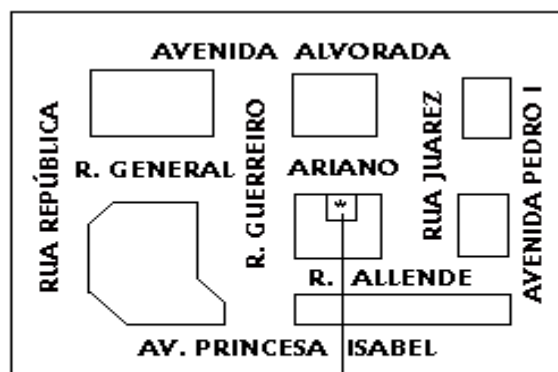 AVENIDA ALVORADA
RUA REPÚBLICA
R. GUERREIRO
RUA JUAREZ
AVENIDA PEDRO I
R. GENERAL ARIANO
*
R. ALLENDE
AV. PRINCESA ISABEL